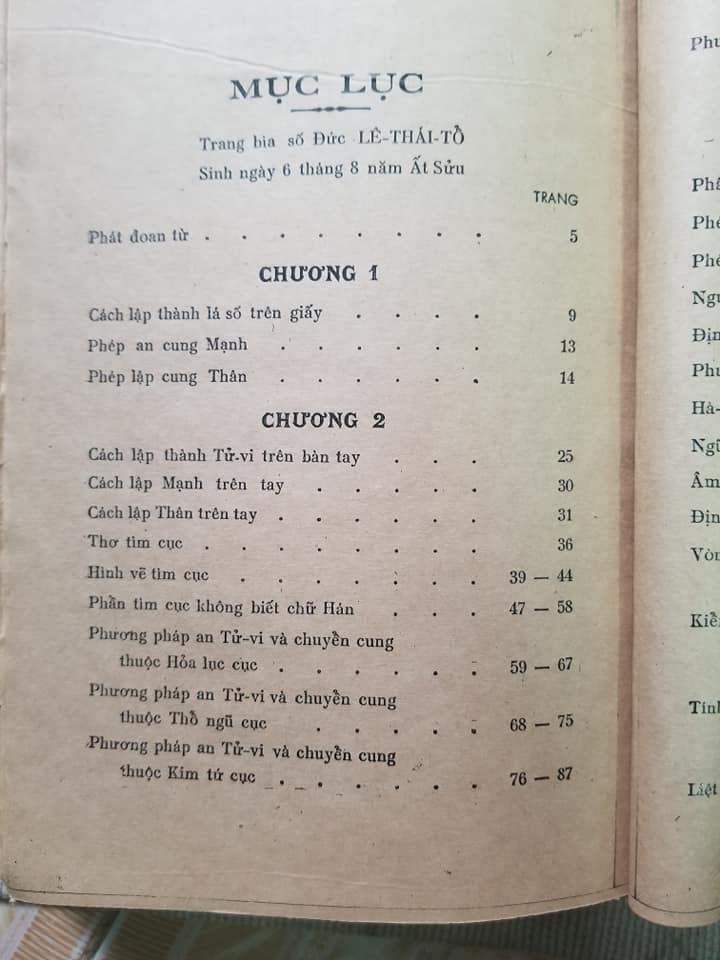 MỤC LỤC
Trang bìa số Đức LÊ-THÁI-TỔ
Sinh ngày 6 tháng 8 năm Ất Sửu
TRANG
Phát đoan từ . . . . . . . . 5
CHƯƠNG 1
Cách lập thành lá số trên giấy . . . . 9
Phép an cung Mạnh . . . . . . 13
Phép lập cung Thân . . . . . . 14
CHƯƠNG 2
Cách lập thành Tử-vi trên bàn tay . . . 25
Cách lập Mạnh trên tay . . . . . 30
Cách lập Thân trên tay . . . . . . 31
Thơ tìm cục . . . . . . . . 36
Hình vẽ tìm cục . . . . . . . 39 — 44
Phần tìm cục không biết chữ Hán . . . 47 — 58
Phương pháp an Tử-vi và chuyển cung
thuộc Hỏa lục cục . . . . . . 59 — 67
Phương pháp an Tử-vi và chuyển cung
thuộc Thổ ngũ cục . . . . . 68 — 75
Phương pháp an Tử-vi và chuyển cung
thuộc Kim tứ cục . . . . . . 76 — 87
Phé
Phé
Hà-
Âm